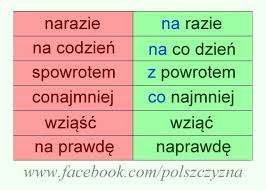 narazie na razie
na codzień na co dzień
spowrotem z powrotem
conajmniej co najmniej
wziąść wziąć
na prawdę naprawdę
www.facebook.com/polszczyzna